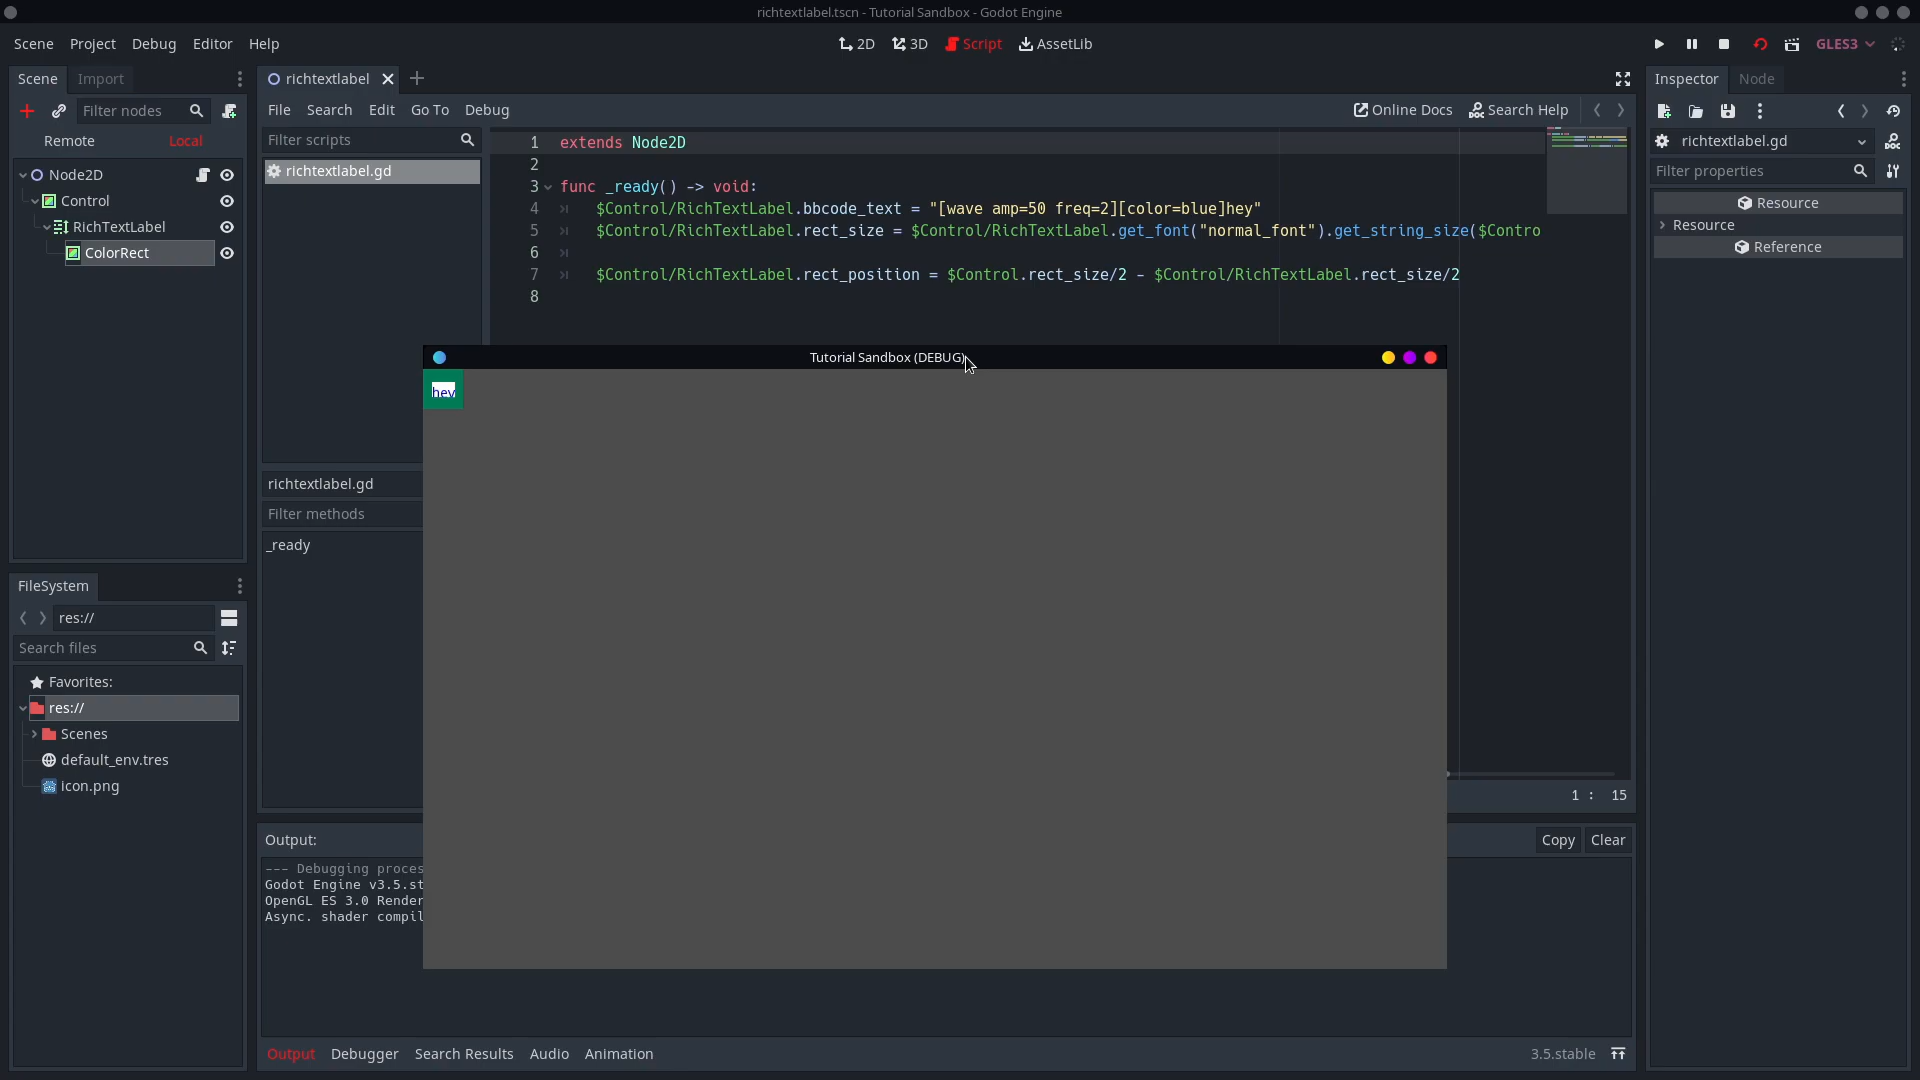 richtextlabel.tscn - Tutorial Sandbox - Godot Engine
Scene Project Debug Editor Help
2D 3D Script AssetLib
GLES3
Scene Import
Filter nodes
Remote Local
Node2D
Control
RichTextLabel
ColorRect
FileSystem
res://
Search files
Favorites:
res://
Scenes
default_env.tres
icon.png
richtextlabel
File Search Edit Go To Debug
Online Docs Search Help
Filter scripts
richtextlabel.gd
richtextlabel.gd
Filter methods
_ready
1 extends Node2D
2
3 func _ready() -> void:
4 $Control/RichTextLabel.bbcode_text = "[wave amp=50 freq=2][color=blue]hey"
5 $Control/RichTextLabel.rect_size = $Control/RichTextLabel.get_font("normal_font").get_string_size($Contro
6
7 $Control/RichTextLabel.rect_position = $Control.rect_size/2 - $Control/RichTextLabel.rect_size/2
8
Tutorial Sandbox (DEBUG)
hey
1 : 15
Output:
Copy Clear
--- Debugging proces
Godot Engine v3.5.st
OpenGL ES 3.0 Render
Async. shader compil
Output Debugger Search Results Audio Animation
3.5.stable
Inspector Node
richtextlabel.gd
Filter properties
Resource
Resource
Reference